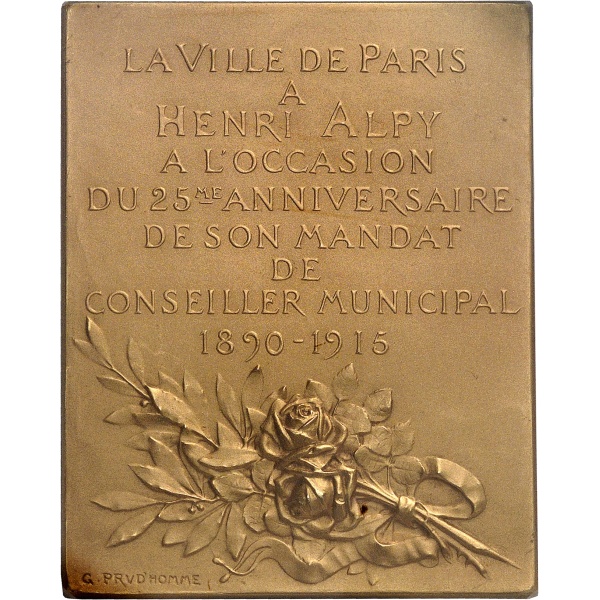 LA VILLE DE PARIS
A
HENRI ALPY
A L'OCCASION
DU 25ME ANNIVERSAIRE
DE SON MANDAT
DE
CONSEILLER MUNICIPAL
1890-1915
G. PRVD'HOMME